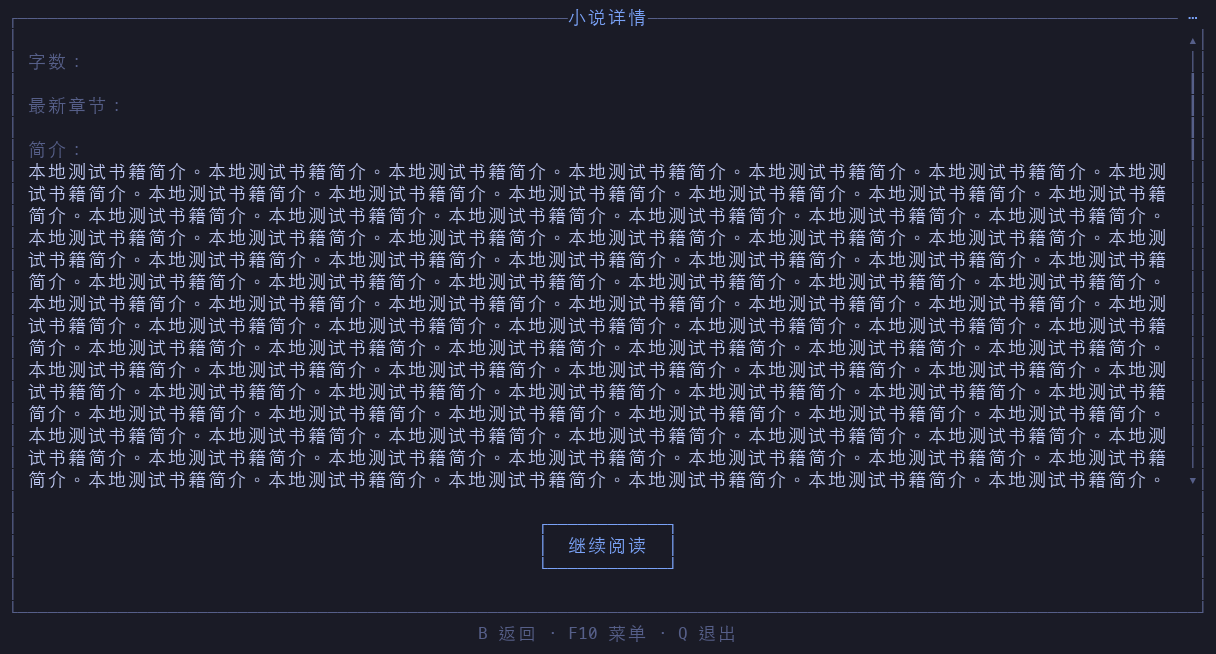 小说详情 …
字数：
最新章节：
简介：
本地测试书籍简介。本地测试书籍简介。本地测试书籍简介。本地测试书籍简介。本地测试书籍简介。本地测试书籍简介。本地测
试书籍简介。本地测试书籍简介。本地测试书籍简介。本地测试书籍简介。本地测试书籍简介。本地测试书籍简介。本地测试书籍
简介。本地测试书籍简介。本地测试书籍简介。本地测试书籍简介。本地测试书籍简介。本地测试书籍简介。本地测试书籍简介。
本地测试书籍简介。本地测试书籍简介。本地测试书籍简介。本地测试书籍简介。本地测试书籍简介。本地测试书籍简介。本地测
试书籍简介。本地测试书籍简介。本地测试书籍简介。本地测试书籍简介。本地测试书籍简介。本地测试书籍简介。本地测试书籍
简介。本地测试书籍简介。本地测试书籍简介。本地测试书籍简介。本地测试书籍简介。本地测试书籍简介。本地测试书籍简介。
本地测试书籍简介。本地测试书籍简介。本地测试书籍简介。本地测试书籍简介。本地测试书籍简介。本地测试书籍简介。本地测
试书籍简介。本地测试书籍简介。本地测试书籍简介。本地测试书籍简介。本地测试书籍简介。本地测试书籍简介。本地测试书籍
简介。本地测试书籍简介。本地测试书籍简介。本地测试书籍简介。本地测试书籍简介。本地测试书籍简介。本地测试书籍简介。
本地测试书籍简介。本地测试书籍简介。本地测试书籍简介。本地测试书籍简介。本地测试书籍简介。本地测试书籍简介。本地测
试书籍简介。本地测试书籍简介。本地测试书籍简介。本地测试书籍简介。本地测试书籍简介。本地测试书籍简介。本地测试书籍
简介。本地测试书籍简介。本地测试书籍简介。本地测试书籍简介。本地测试书籍简介。本地测试书籍简介。本地测试书籍简介。
本地测试书籍简介。本地测试书籍简介。本地测试书籍简介。本地测试书籍简介。本地测试书籍简介。本地测试书籍简介。本地测
试书籍简介。本地测试书籍简介。本地测试书籍简介。本地测试书籍简介。本地测试书籍简介。本地测试书籍简介。本地测试书籍
简介。本地测试书籍简介。本地测试书籍简介。本地测试书籍简介。本地测试书籍简介。本地测试书籍简介。本地测试书籍简介。
继续阅读
B 返回 · F10 菜单 · Q 退出